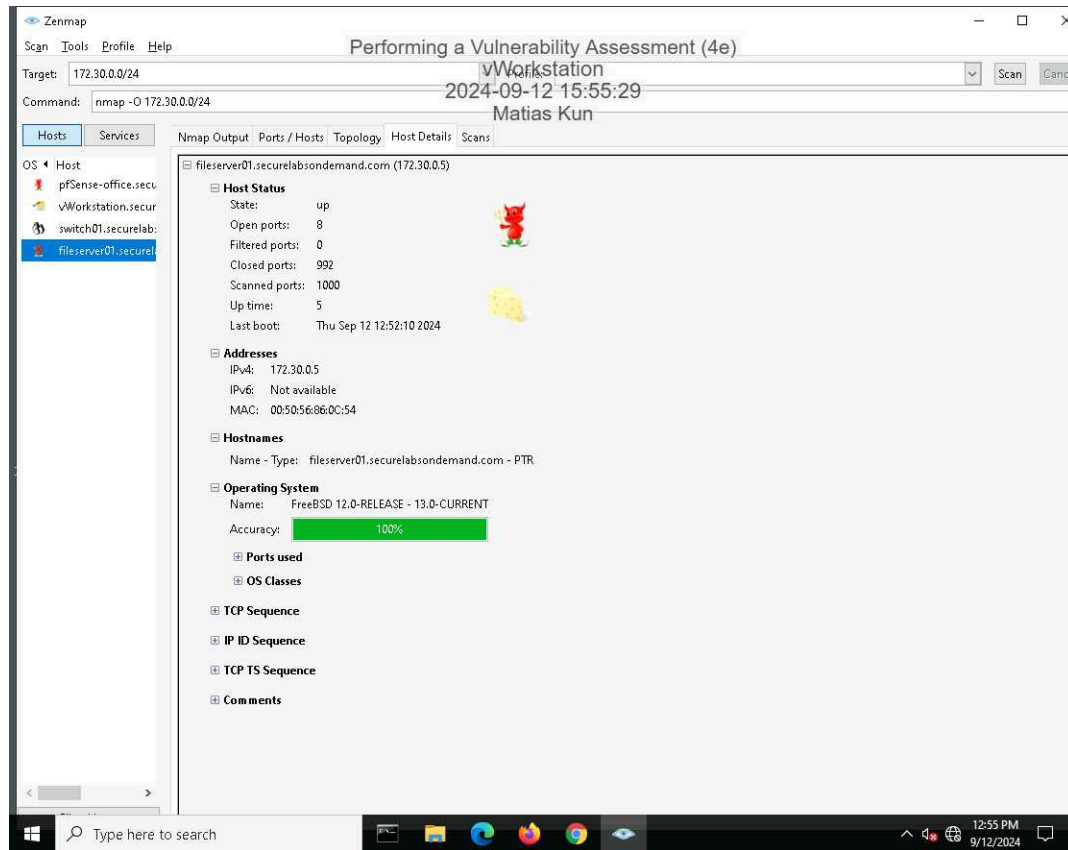 Zenmap
Scan Tools Profile Help
Performing a Vulnerability Assessment (4e)
vWorkstation
2024-09-12 15:55:29
Matias Kun
Target: 172.30.0.0/24 Profile: Scan Canc
Command: nmap -O 172.30.0.0/24
Hosts Services Nmap Output Ports / Hosts Topology Host Details Scans
OS Host
pfSense-office.secu
vWorkstation.secur
switch01.securelab:
fileserver01.securel:
fileserver01.securelabsondemand.com (172.30.0.5)
Host Status
State: up
Open ports: 8
Filtered ports: 0
Closed ports: 992
Scanned ports: 1000
Up time: 5
Last boot: Thu Sep 12 12:52:10 2024
Addresses
IPv4: 172.30.0.5
IPv6: Not available
MAC: 00:50:56:86:0C:54
Hostnames
Name - Type: fileserver01.securelabsondemand.com - PTR
Operating System
Name: FreeBSD 12.0-RELEASE - 13.0-CURRENT
Accuracy: 100%
Ports used
OS Classes
TCP Sequence
IP ID Sequence
TCP TS Sequence
Comments
Type here to search
12:55 PM
9/12/2024